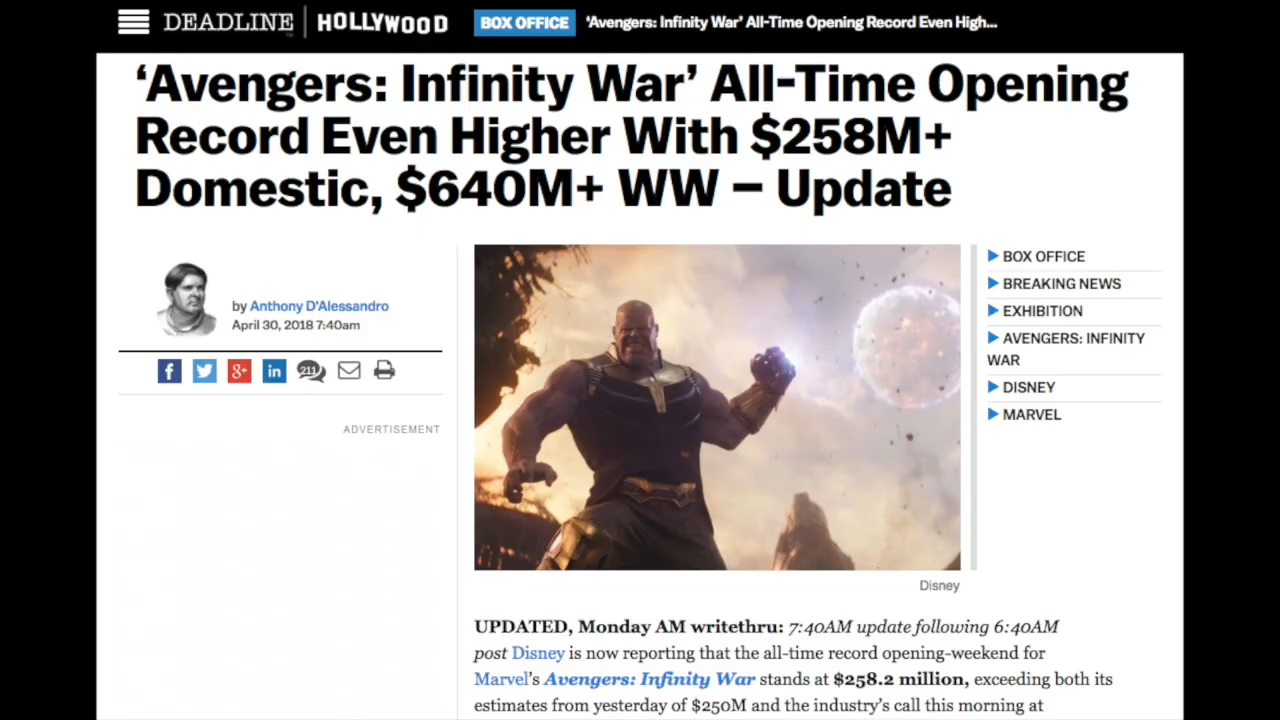 DEADLINE HOLLYWOOD BOX OFFICE 'Avengers: Infinity War' All-Time Opening Record Even High...
‘Avengers: Infinity War’ All-Time Opening
Record Even Higher With $258M+
Domestic, $640M+ WW – Update
by Anthony D'Alessandro
April 30, 2018 7:40am
f 8+ in 211
ADVERTISEMENT
Disney
BOX OFFICE
BREAKING NEWS
EXHIBITION
AVENGERS: INFINITY
WAR
DISNEY
MARVEL
UPDATED, Monday AM writethru: 7:40AM update following 6:40AM
post Disney is now reporting that the all-time record opening-weekend for
Marvel's Avengers: Infinity War stands at $258.2 million, exceeding both its
estimates from yesterday of $250M and the industry's call this morning at